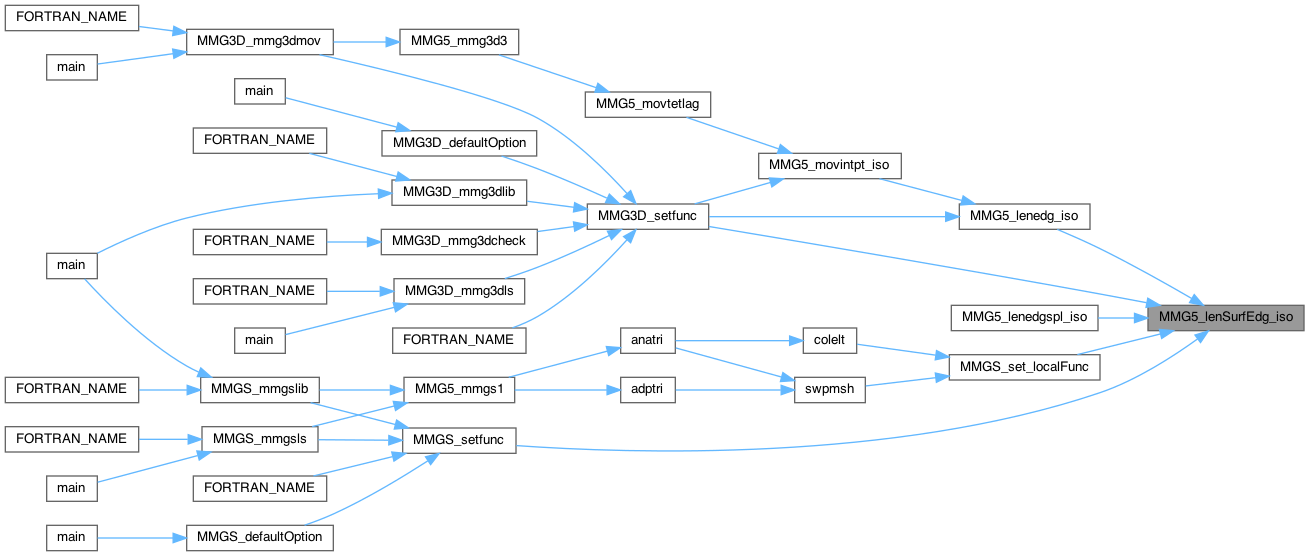 FORTRAN_NAME
MMG3D_mmg3dmov
MMG5_mmg3d3
main
main
MMG5_movtetlag
FORTRAN_NAME
MMG3D_defaultOption
MMG5_movintpt_iso
MMG3D_mmg3dlib
MMG3D_setfunc
MMG5_lenedg_iso
FORTRAN_NAME
MMG3D_mmg3dcheck
main
FORTRAN_NAME
MMG3D_mmg3dls
MMG5_lenedgspl_iso
MMG5_lenSurfEdg_iso
main
FORTRAN_NAME
anatri
colelt
MMGS_set_localFunc
FORTRAN_NAME
MMGS_mmgslib
MMG5_mmgs1
adptri
swpmsh
FORTRAN_NAME
MMGS_mmgsls
MMGS_setfunc
main
FORTRAN_NAME
main
MMGS_defaultOption